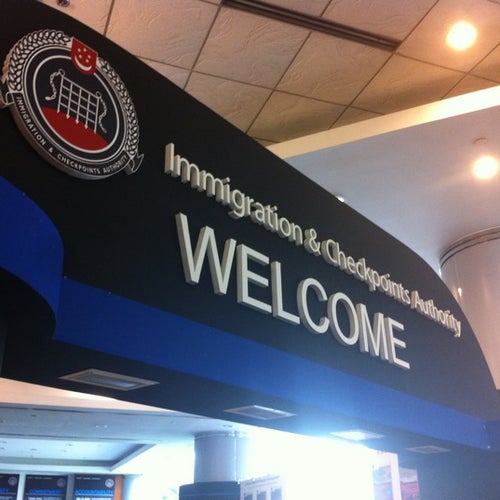 IMMIGRATION & CHECKPOINTS AUTHORITY
Immigration & Checkpoints Authority
WELCOME